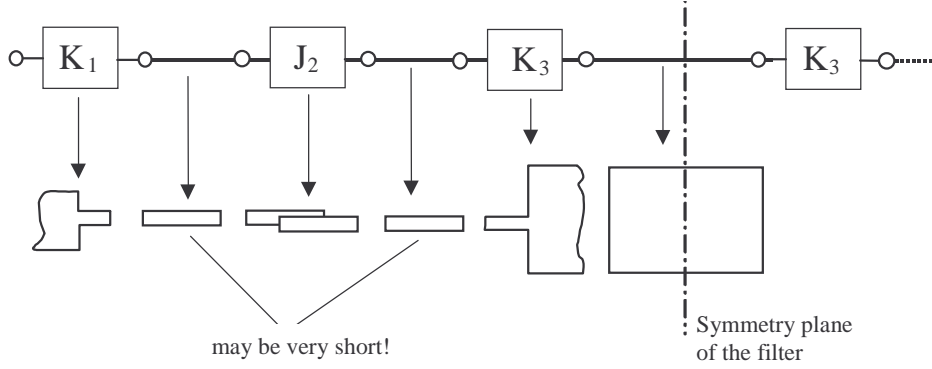 K₁ J₂ K₃ K₃
may be very short!
Symmetry plane
of the filter